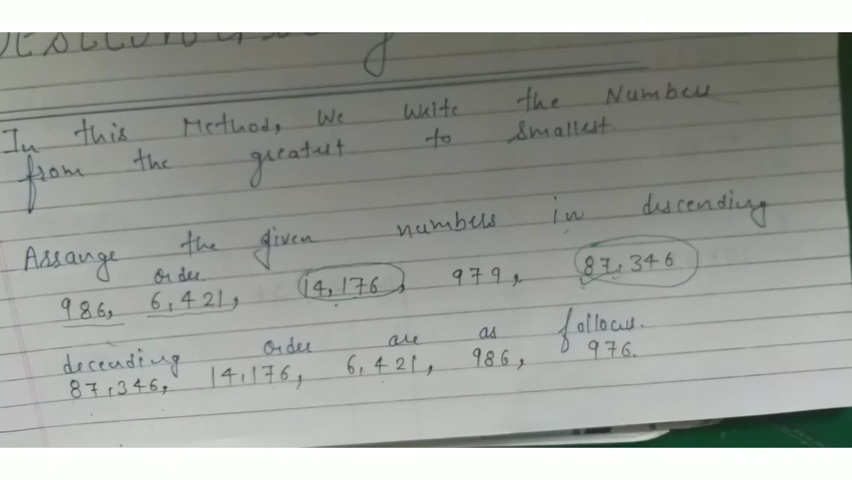 In this Method, We write the Numbers
from the greatest to smallest.
Arrange the given numbers in descending
order
986, 6,421, 14,176, 979, 87,346
decending order are as follows.
87,346, 14,176, 6,421, 986, 976.